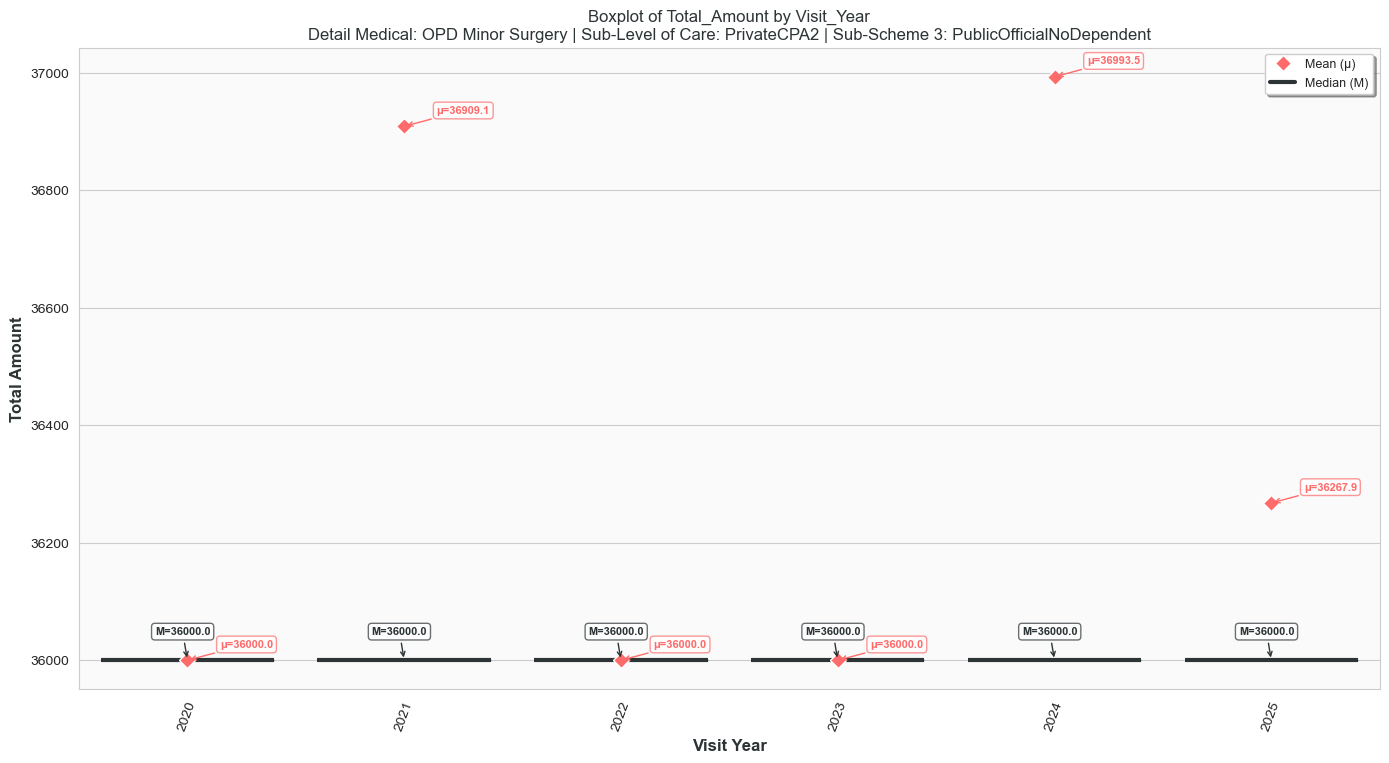 Boxplot of Total_Amount by Visit_Year
Detail Medical: OPD Minor Surgery | Sub-Level of Care: PrivateCPA2 | Sub-Scheme 3: PublicOfficialNoDependent
Mean (μ)
Median (M)
37000
36800
36600
36400
36200
36000
Total Amount
μ=36909.1
μ=36993.5
μ=36267.9
M=36000.0
M=36000.0
M=36000.0
M=36000.0
M=36000.0
M=36000.0
μ=36000.0
μ=36000.0
μ=36000.0
2020
2021
2022
2023
2024
2025
Visit Year